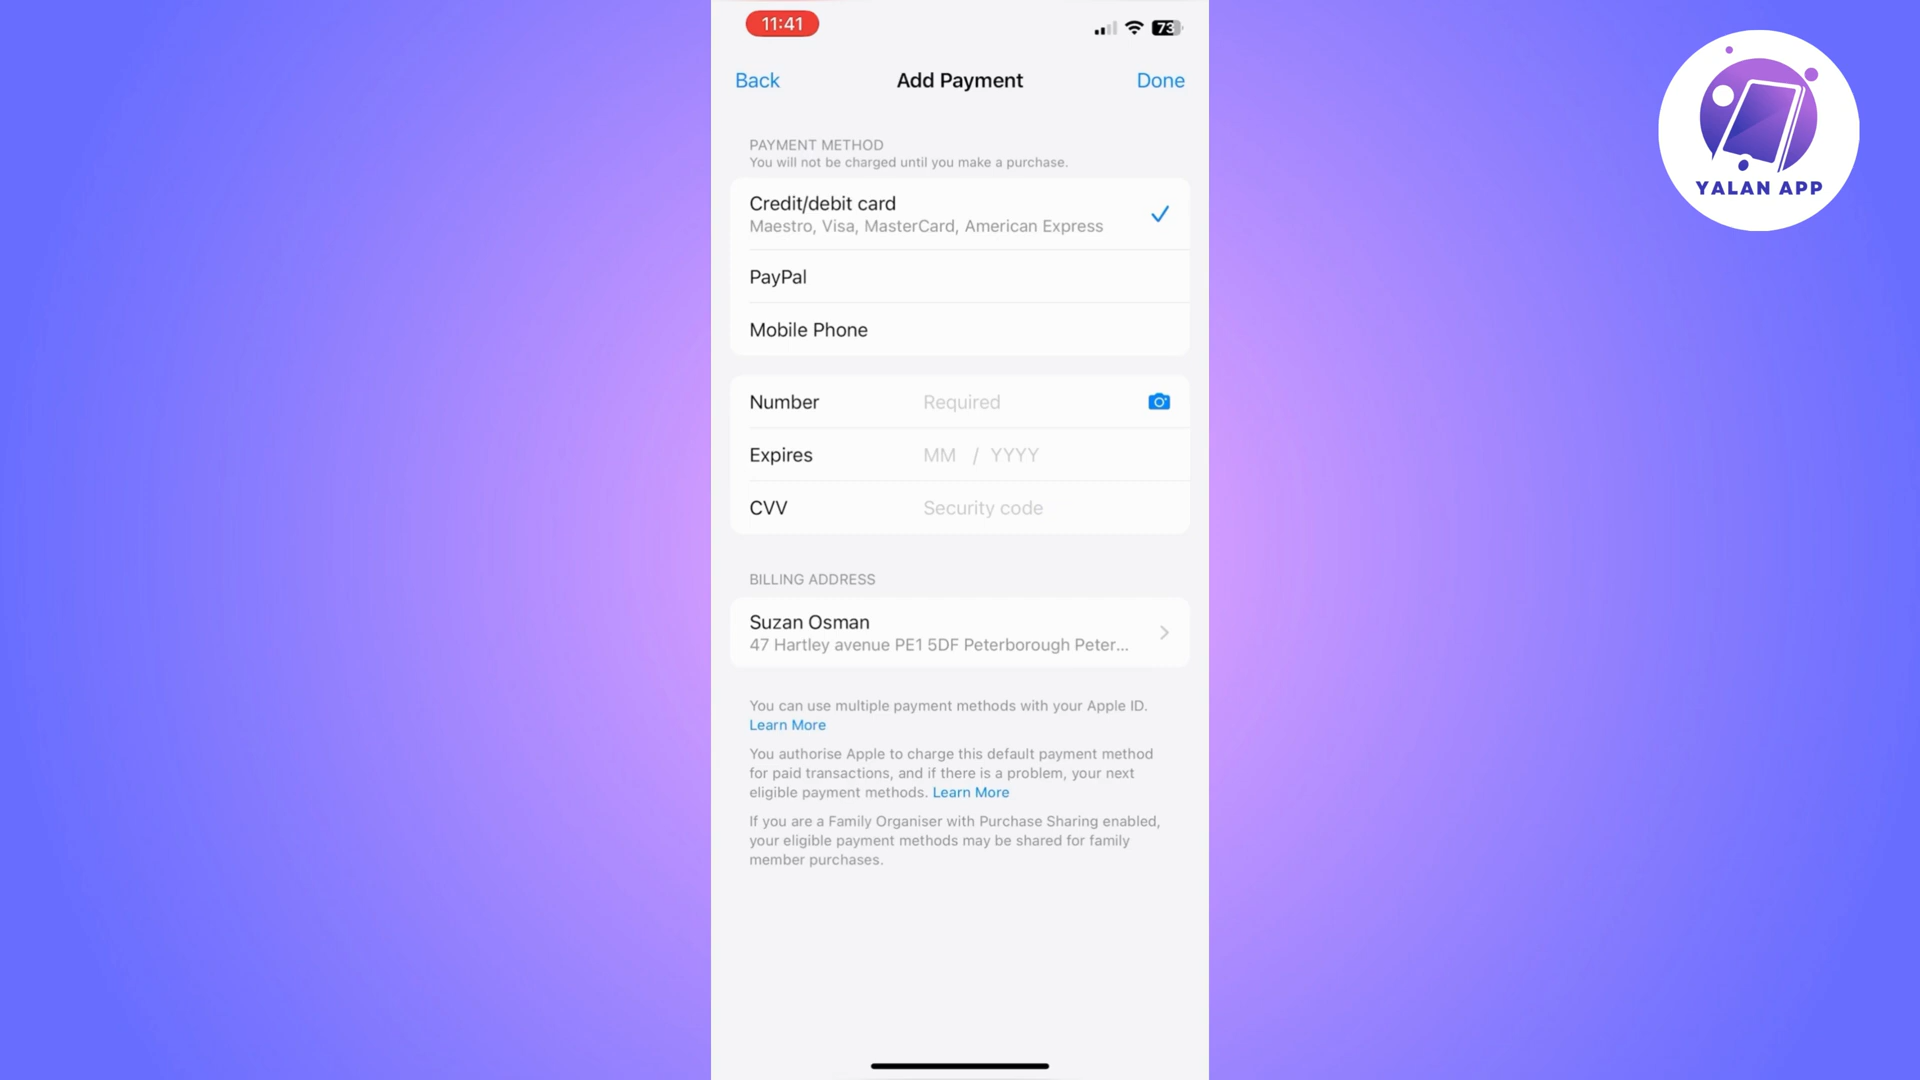 11:41
73
Back
Add Payment
Done
YALAN APP
PAYMENT METHOD
You will not be charged until you make a purchase.
Credit/debit card
Maestro, Visa, MasterCard, American Express
PayPal
Mobile Phone
Number Required
Expires MM / YYYY
CVV Security code
BILLING ADDRESS
Suzan Osman
47 Hartley avenue PE1 5DF Peterborough Peter...
You can use multiple payment methods with your Apple ID.
Learn More
You authorise Apple to charge this default payment method
for paid transactions, and if there is a problem, your next
eligible payment methods. Learn More
If you are a Family Organiser with Purchase Sharing enabled,
your eligible payment methods may be shared for family
member purchases.